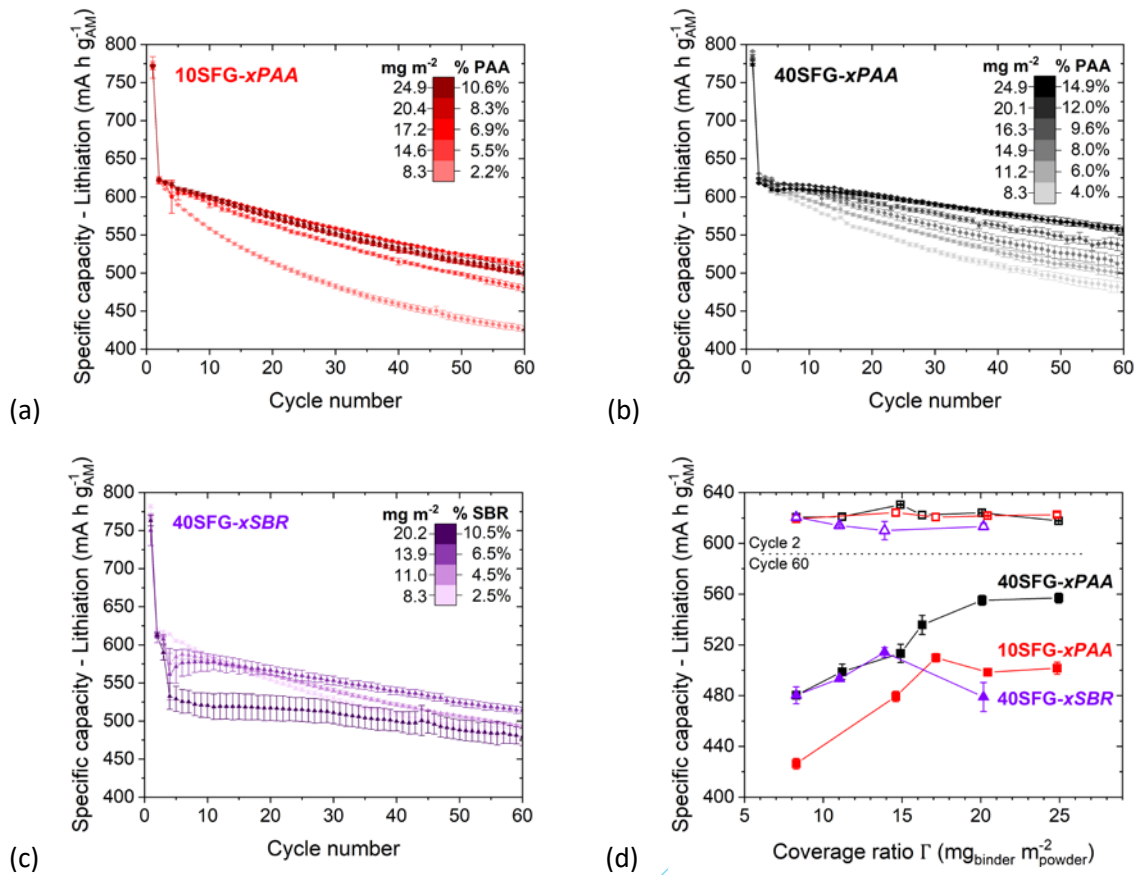 Specific capacity - Lithiation (mA h g⁻¹_AM)
800
750
700
650
600
550
500
450
400
10SFG-xPAA
mg m⁻² % PAA
24.9 10.6%
20.4 8.3%
17.2 6.9%
14.6 5.5%
8.3 2.2%
0 10 20 30 40 50 60
Cycle number
(a)
Specific capacity - Lithiation (mA h g⁻¹_AM)
800
750
700
650
600
550
500
450
400
40SFG-xPAA
mg m⁻² % PAA
24.9 14.9%
20.1 12.0%
16.3 9.6%
14.9 8.0%
11.2 6.0%
8.3 4.0%
0 10 20 30 40 50 60
Cycle number
(b)
Specific capacity - Lithiation (mA h g⁻¹_AM)
800
750
700
650
600
550
500
450
400
40SFG-xSBR
mg m⁻² % SBR
20.2 10.5%
13.9 6.5%
11.0 4.5%
8.3 2.5%
0 10 20 30 40 50 60
Cycle number
(c)
Specific capacity - Lithiation (mA h g⁻¹_AM)
640
600
560
520
480
440
400
Cycle 2
Cycle 60
40SFG-xPAA
10SFG-xPAA
40SFG-xSBR
5 10 15 20 25
Coverage ratio Γ (mg_binder m⁻²_powder)
(d)